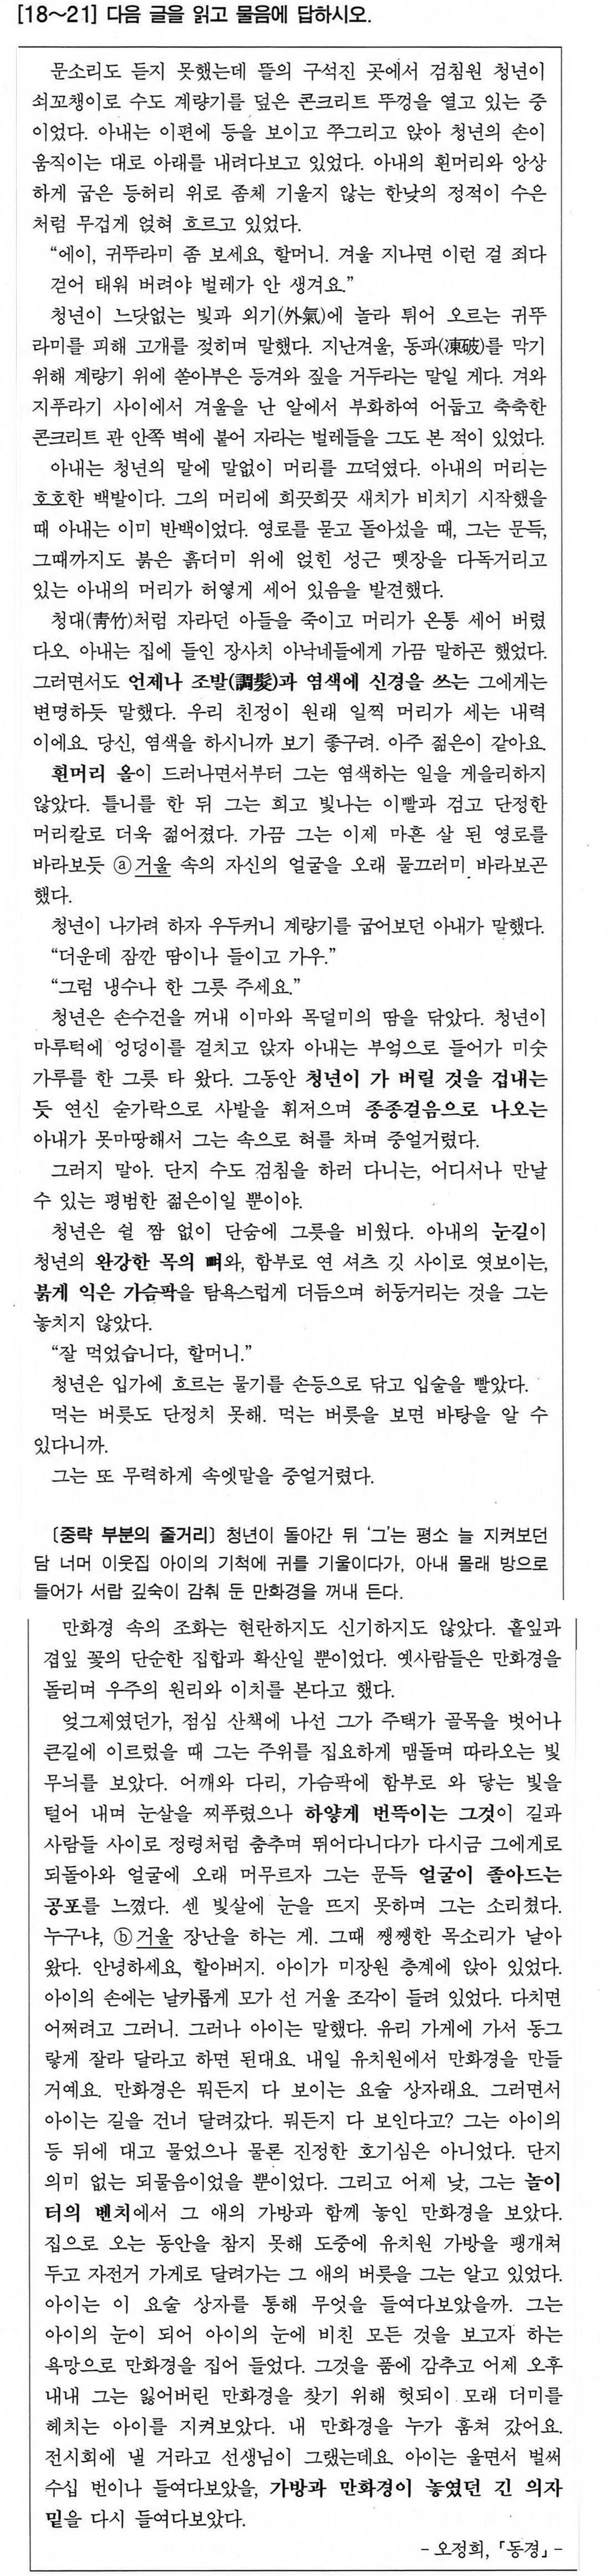 [18~21] 다음 글을 읽고 물음에 답하시오.
문소리도 듣지 못했는데 뜰의 구석진 곳에서 검침원 청년이
쇠꼬챙이로 수도 계량기를 덮은 콘크리트 뚜껑을 열고 있는 중
이었다. 아내는 이편에 등을 보이고 쭈그리고 앉아 청년의 손이
움직이는 대로 아래를 내려다보고 있었다. 아내의 흰머리와 앙상
하게 굽은 등허리 위로 좀체 기울지 않는 한낮의 정적이 수은
처럼 무겁게 얹혀 흐르고 있었다.
“에이, 귀뚜라미 좀 보세요, 할머니. 겨울 지나면 이런 걸 죄다
걷어 태워 버려야 벌레가 안 생겨요.”
청년이 느닷없는 빛과 외기(外氣)에 놀라 튀어 오르는 귀뚜
라미를 피해 고개를 젖히며 말했다. 지난겨울, 동파(凍破)를 막기
위해 계량기 위에 쏟아부은 등겨와 짚을 거두라는 말일 게다. 겨와
지푸라기 사이에서 겨울을 난 알에서 부화하여 어둡고 축축한
콘크리트 관 안쪽 벽에 붙어 자라는 벌레들을 그도 본 적이 있었다.
아내는 청년의 말에 말없이 머리를 끄덕였다. 아내의 머리는
호호한 백발이다. 그의 머리에 희끗희끗 새치가 비치기 시작했을
때 아내는 이미 반백이었다. 영로를 묻고 돌아섰을 때, 그는 문득,
그때까지도 붉은 흙더미 위에 얹힌 성근 뗏장을 다독거리고
있는 아내의 머리가 허옇게 세어 있음을 발견했다.
청대(靑竹)처럼 자라던 아들을 죽이고 머리가 온통 세어 버렸
다오. 아내는 집에 들인 장사치 아낙네들에게 가끔 말하곤 했었다.
그러면서도 언제나 조발(調髮)과 염색에 신경을 쓰는 그에게는
변명하듯 말했다. 우리 친정이 원래 일찍 머리가 세는 내력
이에요. 당신, 염색을 하시니까 보기 좋구려. 아주 젊은이 같아요.
흰머리 올이 드러나면서부터 그는 염색하는 일을 게을리하지
않았다. 틀니를 한 뒤 그는 희고 빛나는 이빨과 검고 단정한
머리칼로 더욱 젊어졌다. 가끔 그는 이제 마흔 살 된 영로를
바라보듯 ⓐ거울 속의 자신의 얼굴을 오래 물끄러미 바라보곤
했다.
청년이 나가려 하자 우두커니 계량기를 굽어보던 아내가 말했다.
“더운데 잠깐 땀이나 들이고 가우.”
“그럼 냉수나 한 그릇 주세요.”
청년은 손수건을 꺼내 이마와 목덜미의 땀을 닦았다. 청년이
마루턱에 엉덩이를 걸치고 앉자 아내는 부엌으로 들어가 미숫
가루를 한 그릇 타 왔다. 그동안 청년이 가 버릴 것을 겁내는
듯 연신 숟가락으로 사발을 휘저으며 종종걸음으로 나오는
아내가 못마땅해서 그는 속으로 혀를 차며 중얼거렸다.
그러지 말아. 단지 수도 검침을 하러 다니는, 어디서나 만날
수 있는 평범한 젊은이일 뿐이야.
청년은 쉴 짬 없이 단숨에 그릇을 비웠다. 아내의 눈길이
청년의 완강한 목의 뼈와, 함부로 연 셔츠 깃 사이로 엿보이는,
붉게 익은 가슴팍을 탐욕스럽게 더듬으며 허둥거리는 것을 그는
놓치지 않았다.
“잘 먹었습니다, 할머니.”
청년은 입가에 흐르는 물기를 손등으로 닦고 입술을 빨았다.
먹는 버릇도 단정치 못해. 먹는 버릇을 보면 바탕을 알 수
있다니까.
그는 또 무력하게 속엣말을 중얼거렸다.
[중략 부분의 줄거리] 청년이 돌아간 뒤 ‘그’는 평소 늘 지켜보던
담 너머 이웃집 아이의 기척에 귀를 기울이다가, 아내 몰래 방으로
들어가 서랍 깊숙이 감춰 둔 만화경을 꺼내 든다.
만화경 속의 조화는 현란하지도 신기하지도 않았다. 홑잎과
겹잎 꽃의 단순한 집합과 확산일 뿐이었다. 옛사람들은 만화경을
돌리며 우주의 원리와 이치를 본다고 했다.
엊그제였던가, 점심 산책에 나선 그가 주택가 골목을 벗어나
큰길에 이르렀을 때 그는 주위를 집요하게 맴돌며 따라오는 빛
무늬를 보았다. 어깨와 다리, 가슴팍에 함부로 와 닿는 빛을
털어 내며 눈살을 찌푸렸으나 하얗게 번뜩이는 그것이 길과
사람들 사이로 정령처럼 춤추며 뛰어다니다가 다시금 그에게로
되돌아와 얼굴에 오래 머무르자 그는 문득 얼굴이 졸아드는
공포를 느꼈다. 센 빛살에 눈을 뜨지 못하며 그는 소리쳤다.
누구냐, ⓑ거울 장난을 하는 게. 그때 쨍쨍한 목소리가 날아
왔다. 안녕하세요, 할아버지. 아이가 미장원 층계에 앉아 있었다.
아이의 손에는 날카롭게 모가 선 거울 조각이 들려 있었다. 다치면
어쩌려고 그러니. 그러나 아이는 말했다. 유리 가게에 가서 동그
랗게 잘라 달라고 하면 된대요. 내일 유치원에서 만화경을 만들
거예요. 만화경은 뭐든지 다 보이는 요술 상자래요. 그러면서
아이는 길을 건너 달려갔다. 뭐든지 다 보인다고? 그는 아이의
등 뒤에 대고 물었으나 물론 진정한 호기심은 아니었다. 단지
의미 없는 되물음이었을 뿐이었다. 그리고 어제 낮, 그는 놀이
터의 벤치에서 그 애의 가방과 함께 놓인 만화경을 보았다.
집으로 오는 동안을 참지 못해 도중에 유치원 가방을 팽개쳐
두고 자전거 가게로 달려가는 그 애의 버릇을 그는 알고 있었다.
아이는 이 요술 상자를 통해 무엇을 들여다보았을까. 그는
아이의 눈이 되어 아이의 눈에 비친 모든 것을 보고자 하는
욕망으로 만화경을 집어 들었다. 그것을 품에 감추고 어제 오후
내내 그는 잃어버린 만화경을 찾기 위해 헛되이 모래 더미를
헤치는 아이를 지켜보았다. 내 만화경을 누가 훔쳐 갔어요.
전시회에 낼 거라고 선생님이 그랬는데요. 아이는 울면서 벌써
수십 번이나 들여다보았을, 가방과 만화경이 놓였던 긴 의자
밑을 다시 들여다보았다.
- 오정희, 「동경」 -